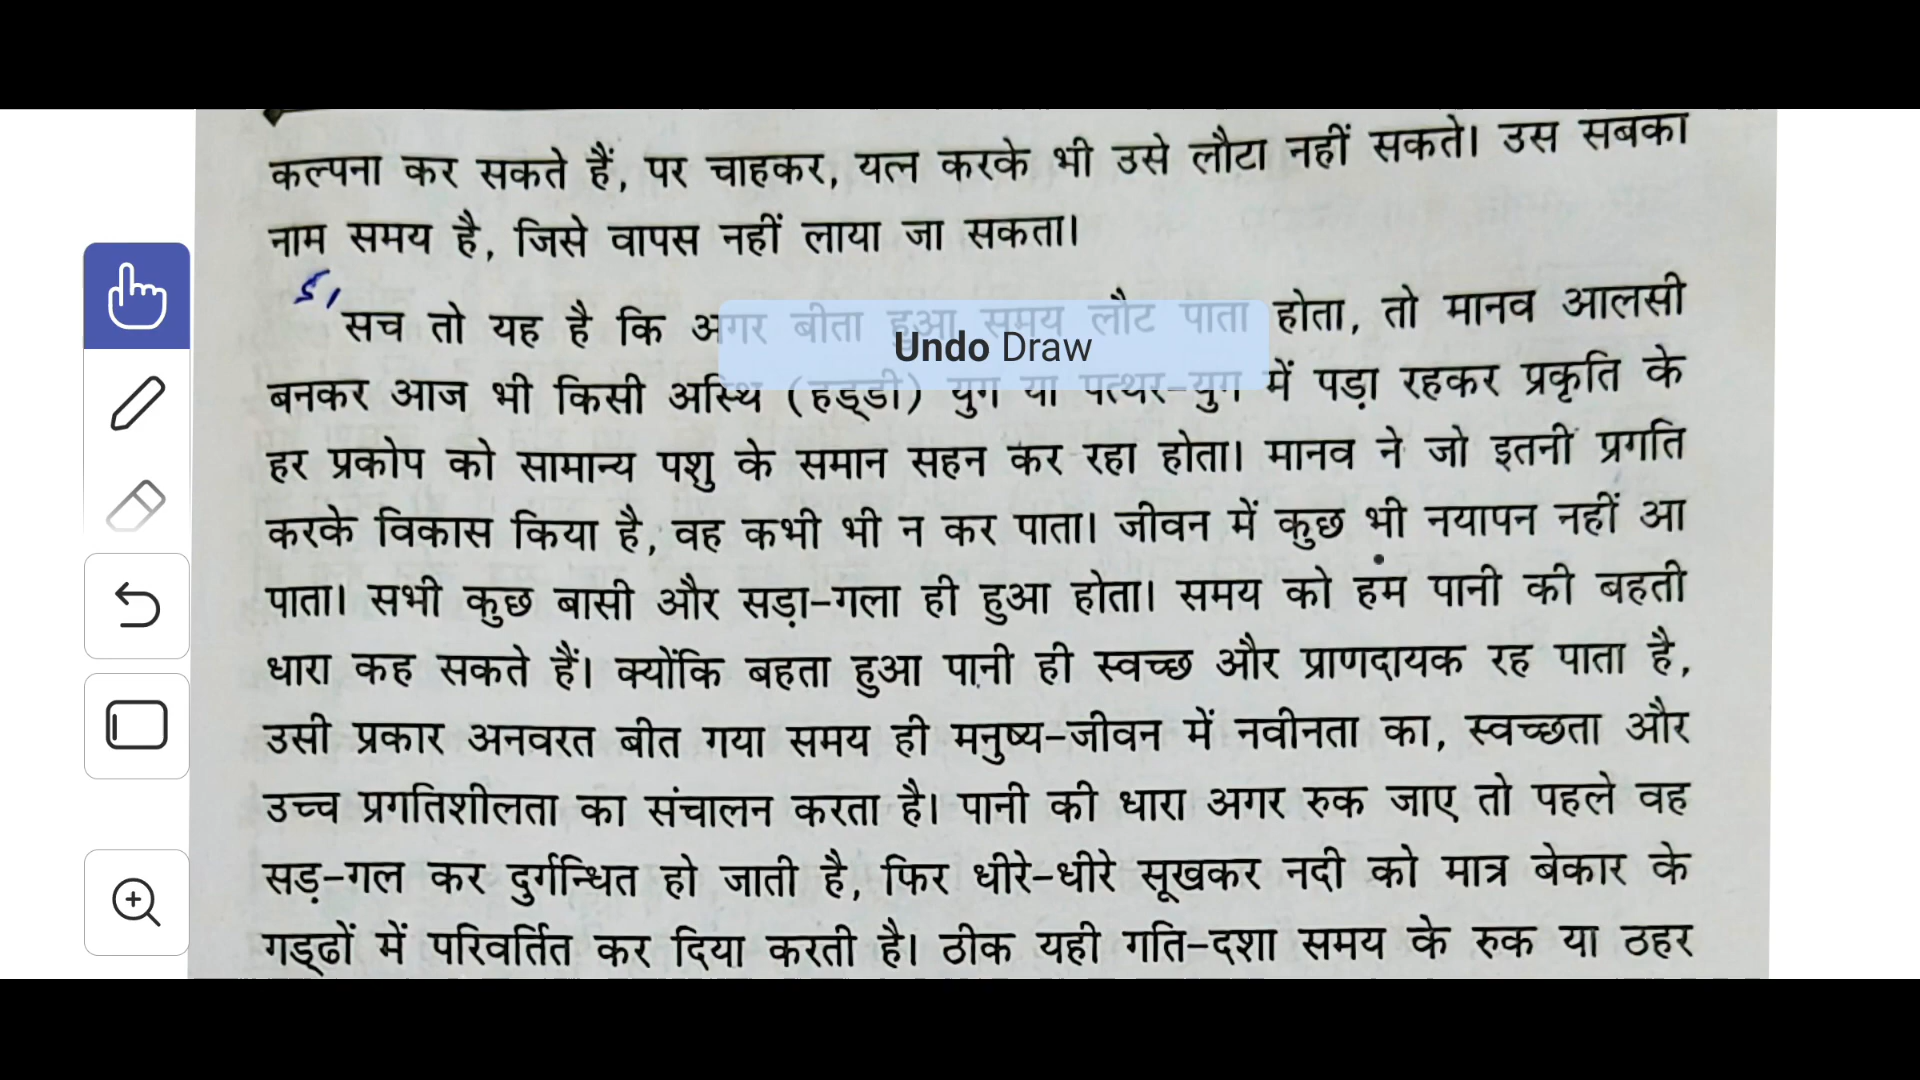 कल्पना कर सकते हैं, पर चाहकर, यत्न करके भी उसे लौटा नहीं सकते। उस सबका
नाम समय है, जिसे वापस नहीं लाया जा सकता।
सच तो यह है कि अगर बीता हुआ समय लौट पाता होता, तो मानव आलसी
Undo Draw
बनकर आज भी किसी अस्थि (हड्डी) युग या पत्थर-युग में पड़ा रहकर प्रकृति के
हर प्रकोप को सामान्य पशु के समान सहन कर रहा होता। मानव ने जो इतनी प्रगति
करके विकास किया है, वह कभी भी न कर पाता। जीवन में कुछ भी नयापन नहीं आ
पाता। सभी कुछ बासी और सड़ा-गला ही हुआ होता। समय को हम पानी की बहती
धारा कह सकते हैं। क्योंकि बहता हुआ पानी ही स्वच्छ और प्राणदायक रह पाता है,
उसी प्रकार अनवरत बीत गया समय ही मनुष्य-जीवन में नवीनता का, स्वच्छता और
उच्च प्रगतिशीलता का संचालन करता है। पानी की धारा अगर रुक जाए तो पहले वह
सड़-गल कर दुर्गन्धित हो जाती है, फिर धीरे-धीरे सूखकर नदी को मात्र बेकार के
गड्ढों में परिवर्तित कर दिया करती है। ठीक यही गति-दशा समय के रुक या ठहर